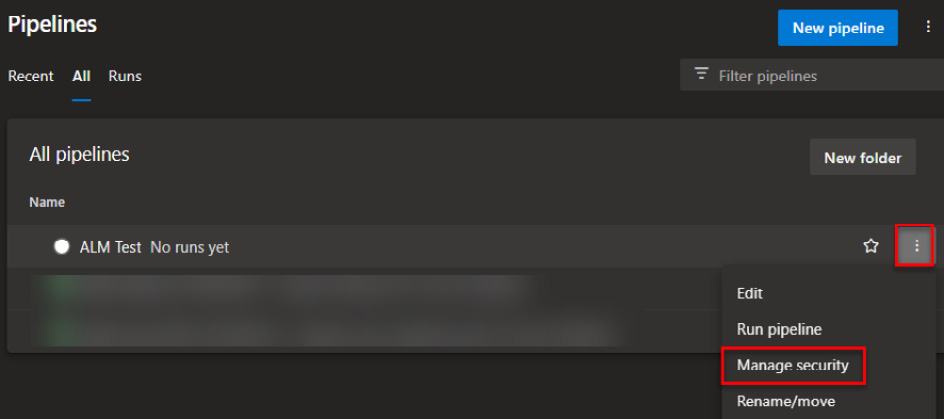 Pipelines
New pipeline
Recent All Runs
Filter pipelines
All pipelines
New folder
Name
ALM Test No runs yet
Edit
Run pipeline
Manage security
Rename/move